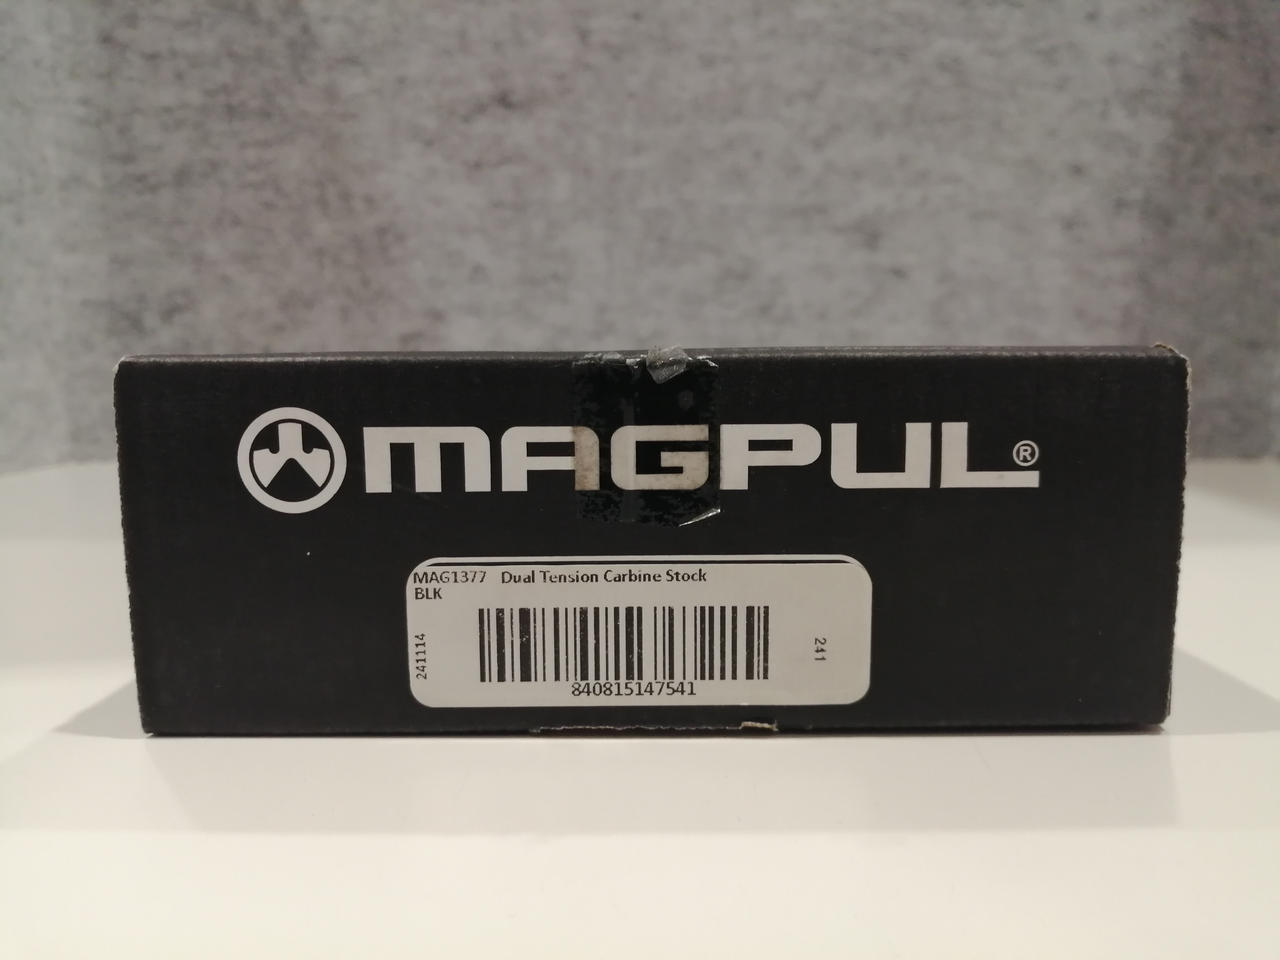 MAGPUL®
MAG1377 Dual Tension Carbine Stock
BLK
241114
241
840815147541